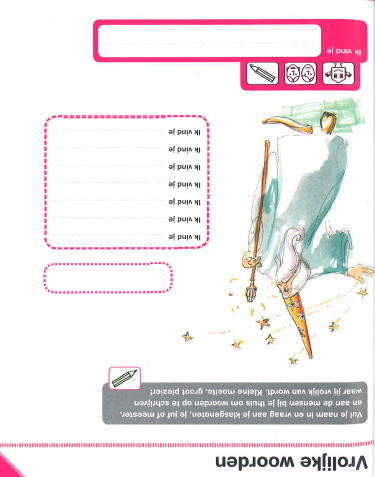 Vrolijke woorden
Vul je naam in en vraag aan je klasgenoten, je juf of meester,
en aan de mensen bij je thuis om woorden op te schrijven
waar jij vrolijk van wordt. Kleine moeite, groot plezier!
Ik vind je
Ik vind je
Ik vind je
Ik vind je
Ik vind je
Ik vind je
Ik vind je
Ik vind je